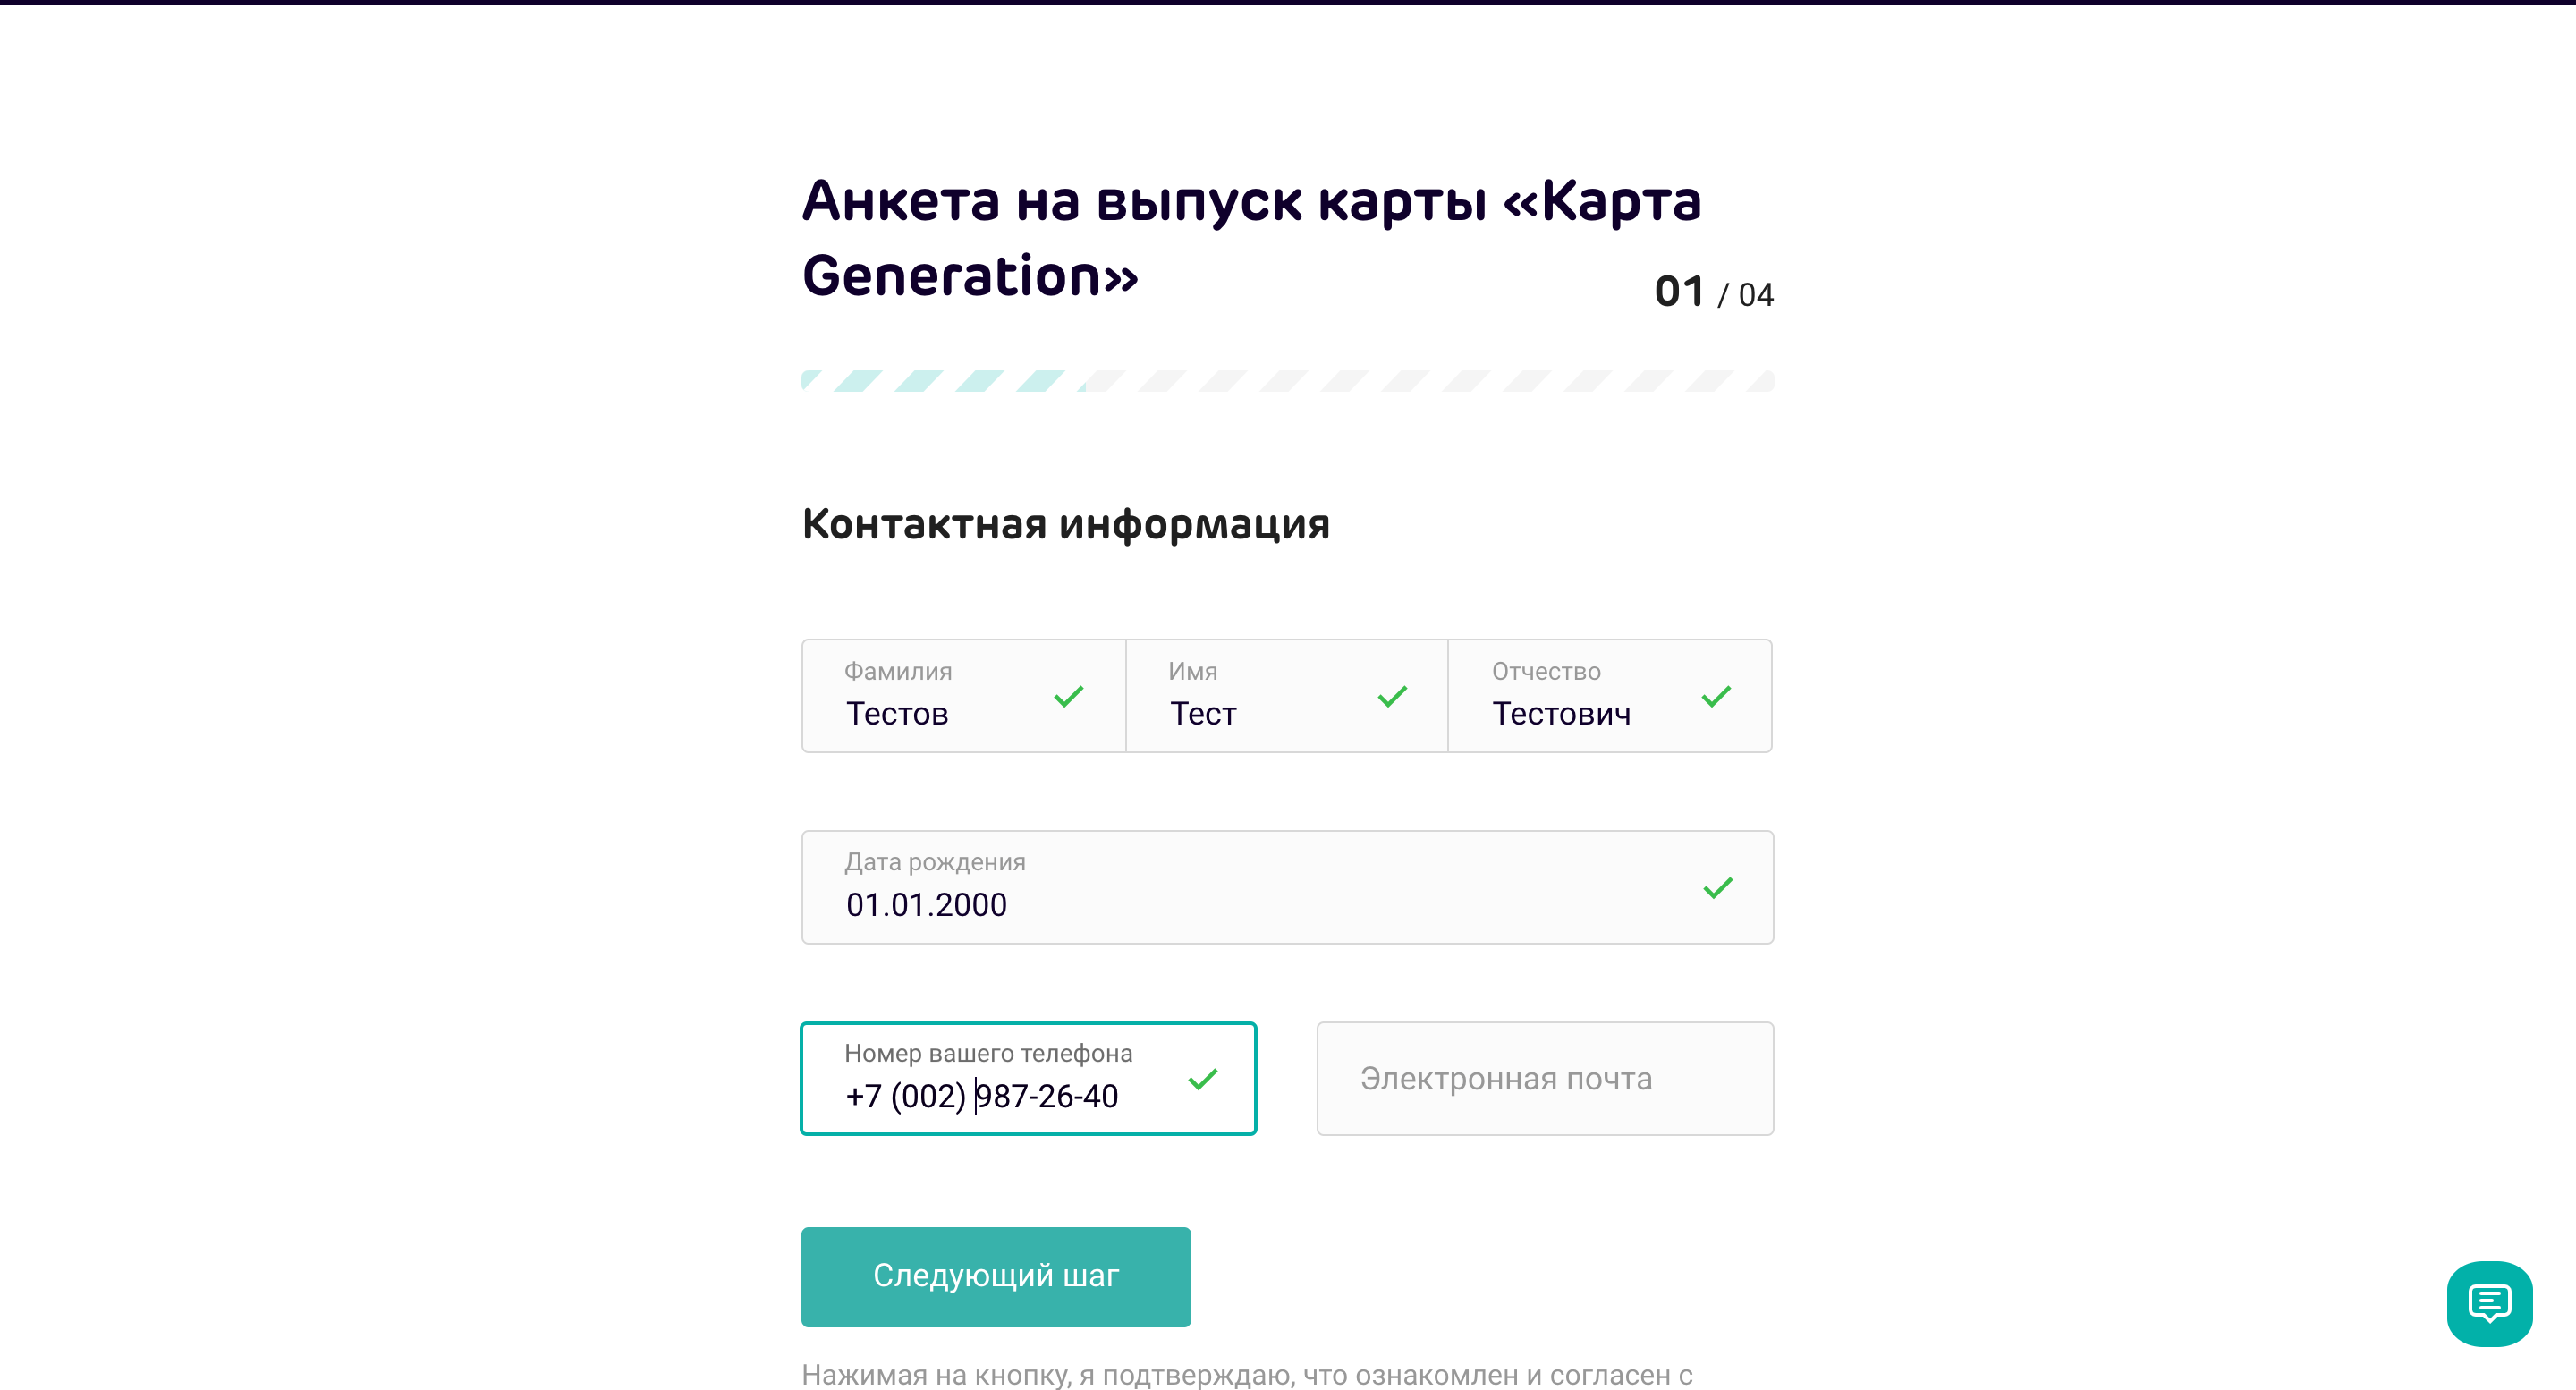 Анкета на выпуск карты «Карта
Generation»
01 / 04
Контактная информация
Фамилия
Тестов
Имя
Тест
Отчество
Тестович
Дата рождения
01.01.2000
Номер вашего телефона
+7 (002) 987-26-40
Электронная почта
Следующий шаг
Нажимая на кнопку, я подтверждаю, что ознакомлен и согласен с